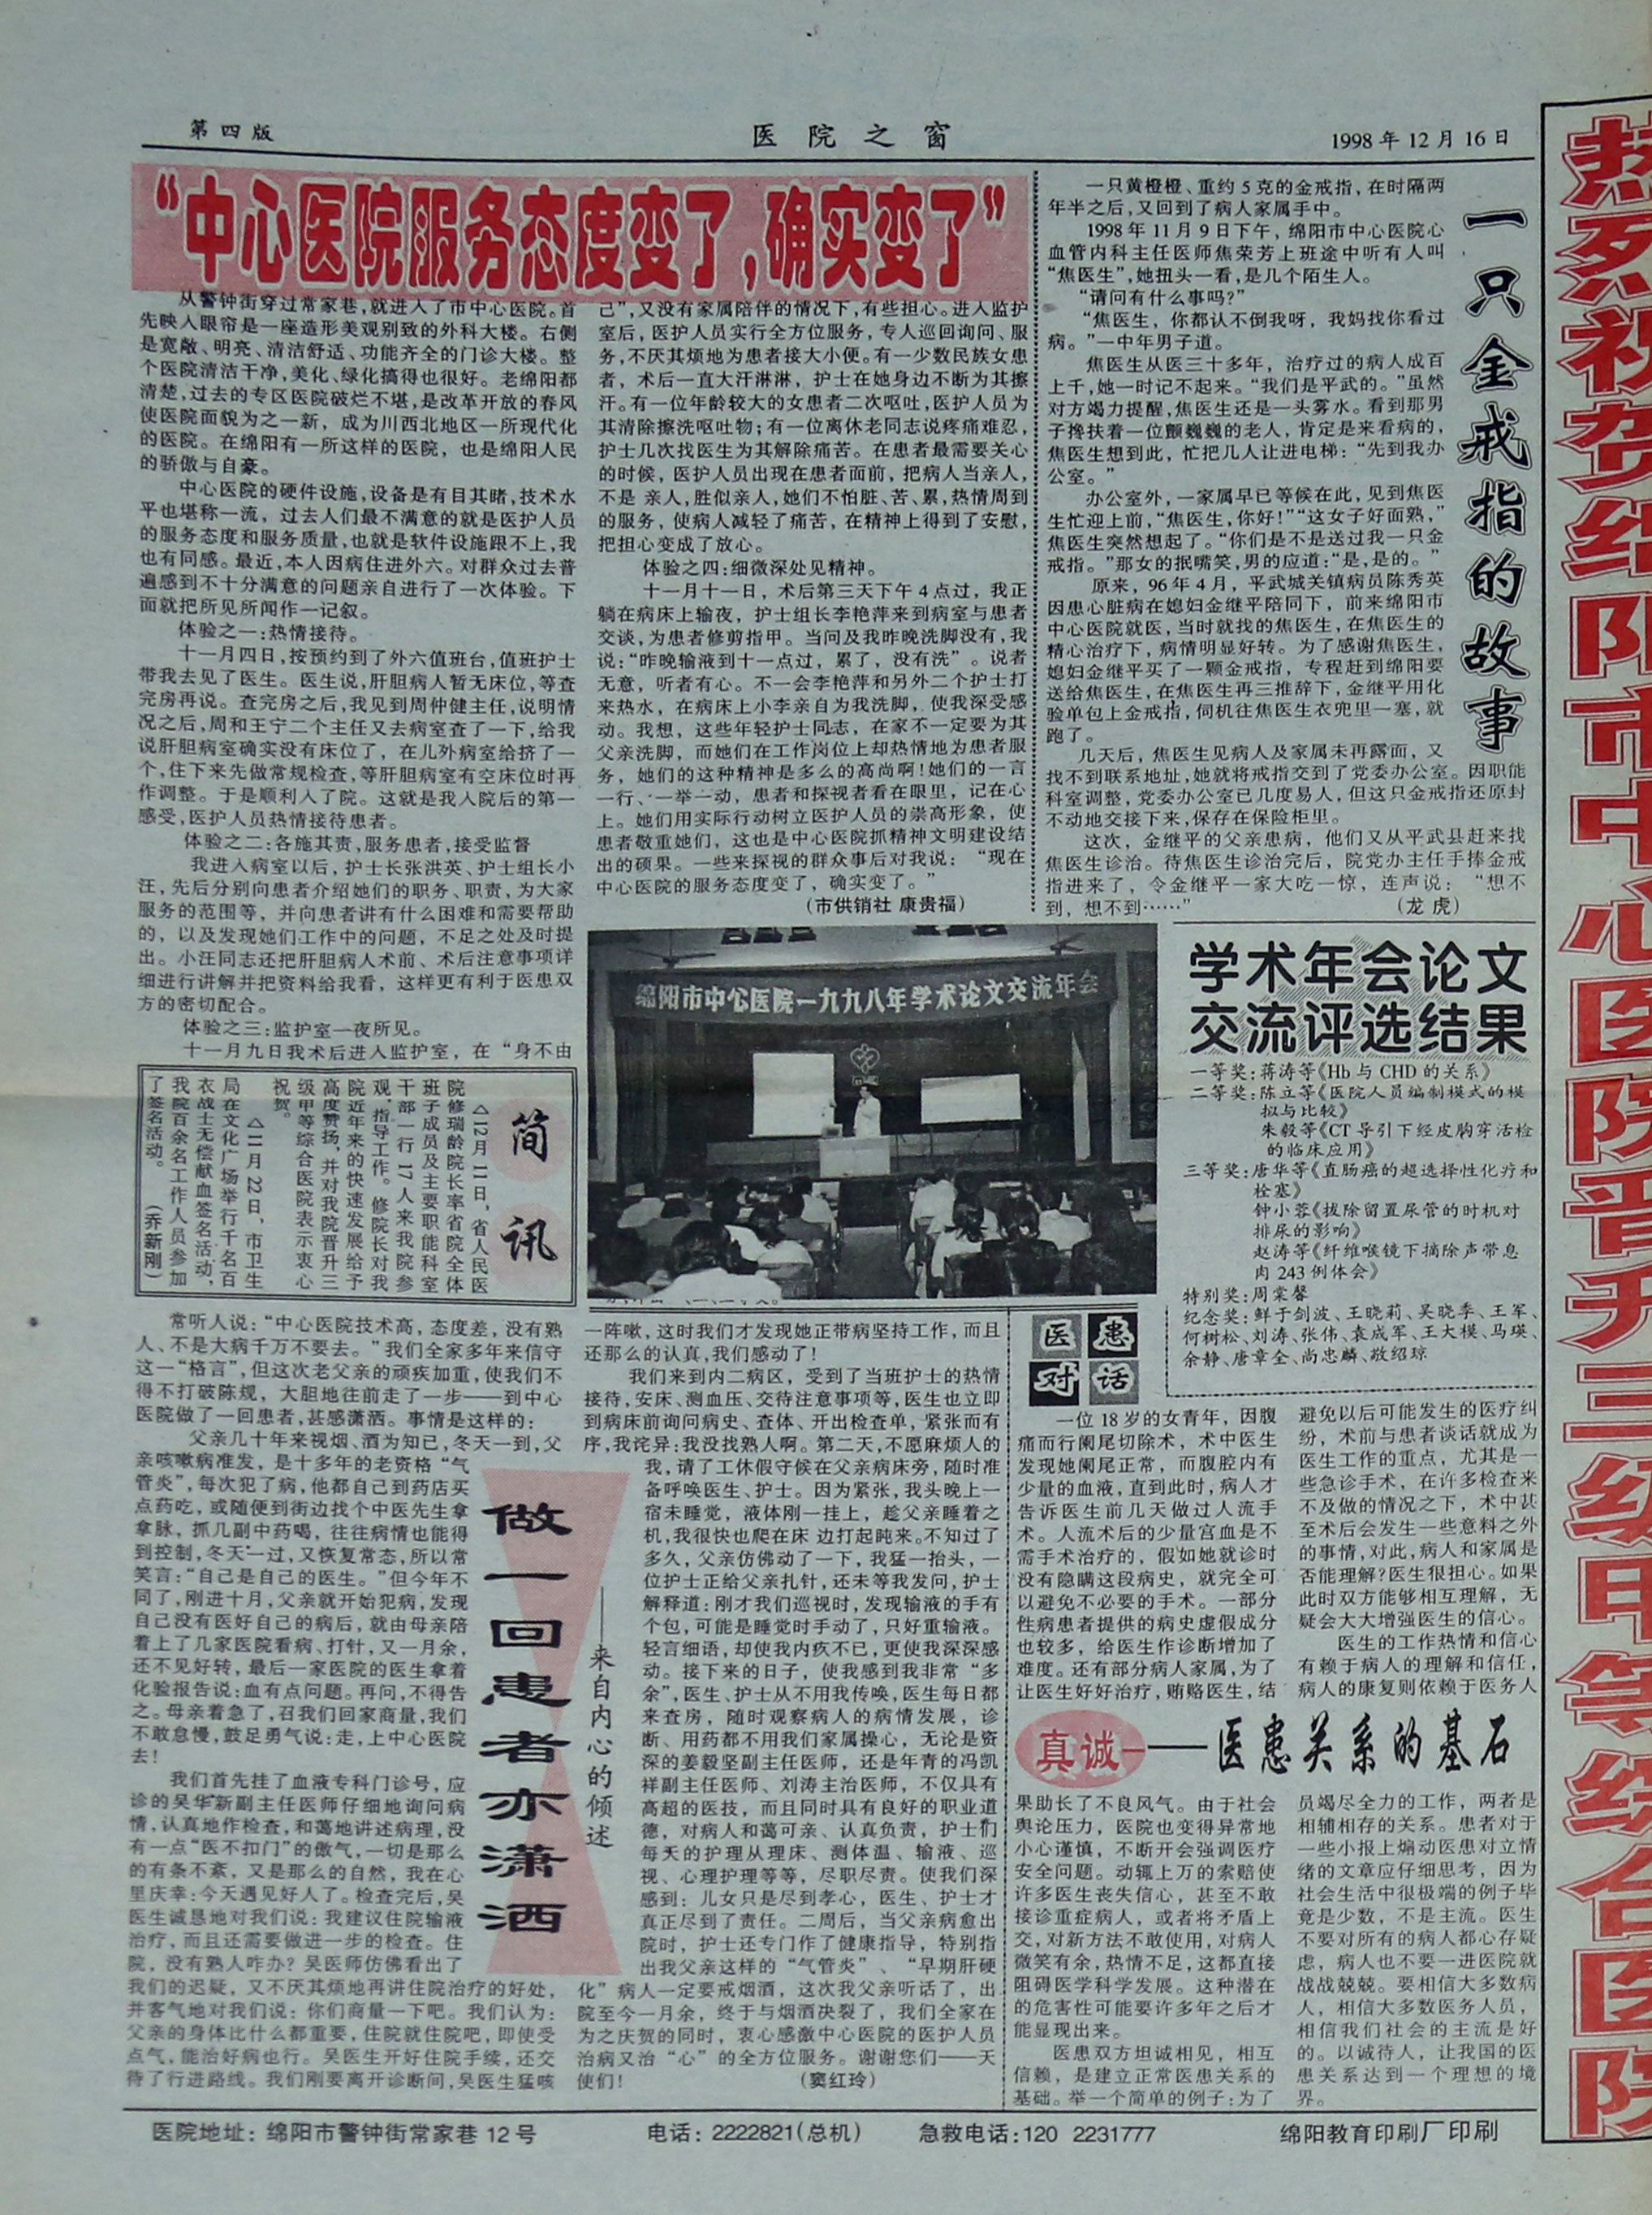 第四版
医院之窗
1998年12月16日
“中心医院服务态度变了,确实变了”
从警钟街穿过常家巷,就进入了市中心医院。首
先映入眼帘是一座造形美观别致的外科大楼。右侧
是宽敞、明亮、清洁舒适、功能齐全的门诊大楼。整
个医院清洁干净,美化、绿化搞得也很好。老绵阳都
清楚,过去的专区医院破烂不堪,是改革开放的春风
使医院面貌为之一新，成为川西北地区一所现代化
的医院。在绵阳有一所这样的医院，也是绵阳人民
的骄傲与自豪。
中心医院的硬件设施,设备是有目其睹,技术水
平也堪称一流，过去人们最不满意的就是医护人员
的服务态度和服务质量,也就是软件设施跟不上,我
也有同感。最近,本人因病住进外六。对群众过去普
遍感到不十分满意的问题亲自进行了一次体验。下
面就把所见所闻作一记叙。
体验之一:热情接待。
十一月四日,按预约到了外六值班台,值班护士
带我去见了医生。医生说,肝胆病人暂无床位,等查
完房再说。查完房之后,我见到周仲健主任,说明情
况之后,周和王宁二个主任又去病室查了一下,给我
说肝胆病室确实没有床位了，在儿外病室给挤了一
个,住下来先做常规检查,等肝胆病室有空床位时再
作调整。于是顺利入了院。这就是我入院后的第一
感受,医护人员热情接待患者。
体验之二:各施其责,服务患者,接受监督
我进入病室以后,护士长张洪英、护士组长小
汪,先后分别向患者介绍她们的职务、职责,为大家
服务的范围等，并向患者讲有什么困难和需要帮助
的，以及发现她们工作中的问题，不足之处及时提
出。小汪同志还把肝胆病人术前、术后注意事项详
细进行讲解并把资料给我看，这样更有利于医患双
方的密切配合。
体验之三:监护室一夜所见。
十一月九日我术后进入监护室，在“身不由
己”,又没有家属陪伴的情况下,有些担心。进入监护
室后，医护人员实行全方位服务，专人巡回询问、服
务,不厌其烦地为患者接大小便。有一少数民族女患
者，术后一直大汗淋淋，护士在她身边不断为其擦
汗。有一位年龄较大的女患者二次呕吐,医护人员为
其清除擦洗呕吐物;有一位离休老同志说疼痛难忍,
护士几次找医生为其解除痛苦。在患者最需要关心
的时候，医护人员出现在患者面前，把病人当亲人,
不是 亲人,胜似亲人,她们不怕脏、苦、累,热情周到
的服务，使病人减轻了痛苦，在精神上得到了安慰,
把担心变成了放心。
体验之四:细微深处见精神。
十一月十一日，术后第三天下午4点过，我正
躺在病床上输夜，护士组长李艳萍来到病室与患者
交谈,为患者修剪指甲。当问及我昨晚洗脚没有,我
说:“昨晚输液到十一点过，累了，没有洗”。说者
无意，听者有心。不一会李艳萍和另外二个护士打
来热水，在病床上小李亲自为我洗脚，使我深受感
动。我想，这些年轻护士同志，在家不一定要为其
父亲洗脚，而她们在工作岗位上却热情地为患者服
务，她们的这种精神是多么的高尚啊!她们的一言
一行、一举一动，患者和探视者看在眼里，记在心
上。她们用实际行动树立医护人员的崇高形象，使
患者敬重她们，这也是中心医院抓精神文明建设结
出的硕果。一些来探视的群众事后对我说：“现在
中心医院的服务态度变了，确实变了。”
(市供销社 康贵福)
一只金戒指的故事
一只黄橙橙、重约5克的金戒指，在时隔两
年半之后,又回到了病人家属手中。
1998年11月9日下午，绵阳市中心医院心
血管内科主任医师焦荣芳上班途中听有人叫
“焦医生”,她扭头一看,是几个陌生人。
“请问有什么事吗?”
“焦医生，你都认不倒我呀，我妈找你看过
病。”一中年男子道。
焦医生从医三十多年，治疗过的病人成百
上千,她一时记不起来。“我们是平武的。”虽然
对方竭力提醒,焦医生还是一头雾水。看到那男
子搀扶着一位颤巍巍的老人，肯定是来看病的,
焦医生想到此，忙把几人让进电梯:“先到我办
公室。”
办公室外，一家属早已等候在此，见到焦医
生忙迎上前,“焦医生,你好!”“这女子好面熟,”
焦医生突然想起了。“你们是不是送过我一只金
戒指。”那女的抿嘴笑,男的应道:“是,是的。”
原来，96年4月，平武城关镇病员陈秀英
因患心脏病在媳妇金继平陪同下，前来绵阳市
中心医院就医,当时就找的焦医生,在焦医生的
精心治疗下，病情明显好转。为了感谢焦医生,
媳妇金继平买了一颗金戒指，专程赶到绵阳要
送给焦医生,在焦医生再三推辞下,金继平用化
验单包上金戒指,伺机往焦医生衣兜里一塞,就
跑了。
几天后，焦医生见病人及家属未再露面，又
找不到联系地址,她就将戒指交到了党委办公室。因职能
科室调整,党委办公室已几度易人,但这只金戒指还原封
不动地交接下来,保存在保险柜里。
这次，金继平的父亲患病，他们又从平武县赶来找
焦医生诊治。待焦医生诊治完后，院党办主任手捧金戒
指进来了，令金继平一家大吃一惊，连声说：“想不
到，想不到……”
(龙 虎)
绵阳市中心医院一九九八年学术论文交流年会
学术年会论文
交流评选结果
一等奖:蒋涛等《Hb与CHD的关系》
二等奖:陈立等《医院人员编制模式的模
拟与比较》
朱毅等《CT导引下经皮胸穿活检
的临床应用》
三等奖:唐华等《直肠癌的超选择性化疗和
栓塞》
钟小蓉《拔除留置尿管的时机对
排尿的影响》
赵涛等《纤维喉镜下摘除声带息
肉243例体会》
特别奖:周棠馨
纪念奖:鲜于剑波、王晓莉、吴晓季、王军、
何树松、刘涛、张伟、袁成军、王大模、马瑛、
余静、唐章全、尚忠麟、敖绍琼
简讯
△12月11日,省人民医
院修瑞龄院长率省院全体
班子成员及主要职能科室
干部一行17人来我院参
观、指导工作。修院长对我
院近年来的快速发展给予
高度赞扬,并对我院晋升三
级甲等综合医院表示衷心
祝贺。
△11月22日,市卫生
局在文化广场举行千名百
衣战士无偿献血签名活动,
我院百余名工作人员参加
了签名活动。
(乔新刚)
做一回患者亦潇洒
——来自内心的倾述
常听人说:“中心医院技术高,态度差,没有熟
人、不是大病千万不要去。”我们全家多年来信守
这一“格言”,但这次老父亲的顽疾加重,使我们不
得不打破陈规，大胆地往前走了一步——到中心
医院做了一回患者,甚感潇洒。事情是这样的:
父亲几十年来视烟、酒为知已,冬天一到,父
亲咳嗽病准发，是十多年的老资格“气
管炎”,每次犯了病,他都自己到药店买
点药吃，或随便到街边找个中医先生拿
拿脉，抓几副中药喝，往往病情也能得
到控制,冬天一过,又恢复常态,所以常
笑言:“自己是自己的医生。”但今年不
同了,刚进十月，父亲就开始犯病,发现
自己没有医好自己的病后，就由母亲陪
着上了几家医院看病、打针，又一月余,
还不见好转,最后一家医院的医生拿着
化验报告说:血有点问题。再问,不得告
之。母亲着急了,召我们回家商量,我们
不敢怠慢,鼓足勇气说:走,上中心医院
去!
我们首先挂了血液专科门诊号，应
诊的吴华新副主任医师仔细地询问病
情,认真地作检查,和蔼地讲述病理,没
有一点“医不扣门”的傲气,一切是那么
的有条不紊，又是那么的自然，我在心
里庆幸:今天遇见好人了。检查完后,吴
医生诚恳地对我们说:我建议住院输液
治疗,而且还需要做进一步的检查。住
院，没有熟人咋办?吴医师仿佛看出了
我们的迟疑，又不厌其烦地再讲住院治疗的好处,
并客气地对我们说：你们商量一下吧。我们认为:
父亲的身体比什么都重要,住院就住院吧,即使受
点气,能治好病也行。吴医生开好住院手续,还交
待了行进路线。我们刚要离开诊断间,吴医生猛咳
一阵嗽,这时我们才发现她正带病坚持工作,而且
还那么的认真,我们感动了!
我们来到内二病区，受到了当班护士的热情
接待,安床、测血压、交待注意事项等,医生也立即
到病床前询问病史、查体、开出检查单,紧张而有
序,我诧异:我没找熟人啊。第二天,不愿麻烦人的
我,请了工休假守候在父亲病床旁,随时准
备呼唤医生、护士。因为紧张，我头晚上一
宿未睡觉，液体刚一挂上，趁父亲睡着之
机,我很快也爬在床 边打起盹来。不知过了
多久，父亲仿佛动了一下，我猛一抬头，一
位护士正给父亲扎针,还未等我发问,护士
解释道:刚才我们巡视时,发现输液的手有
个包,可能是睡觉时手动了,只好重输液。
轻言细语,却使我内疚不已,更使我深深感
动。接下来的日子，使我感到我非常“多
余”,医生、护士从不用我传唤,医生每日都
来查房，随时观察病人的病情发展，诊
断、用药都不用我们家属操心，无论是资
深的姜毅坚副主任医师，还是年青的冯凯
祥副主任医师、刘涛主治医师，不仅具有
高超的医技，而且同时具有良好的职业道
德，对病人和蔼可亲、认真负责，护士们
每天的护理从理床、测体温、输液、巡
视、心理护理等等，尽职尽责。使我们深
感到：儿女只是尽到孝心，医生、护士才
真正尽到了责任。二周后，当父亲病愈出
院时，护士还专门作了健康指导，特别指
出我父亲这样的“气管炎”、“早期肝硬
化”病人一定要戒烟酒，这次我父亲听话了，出
院至今一月余，终于与烟酒决裂了，我们全家在
为之庆贺的同时，衷心感激中心医院的医护人员
治病又治“心”的全方位服务。谢谢您们——天
使们!
(窦红玲)
医患
对话
真诚——医患关系的基石
一位18岁的女青年，因腹
痛而行阑尾切除术，术中医生
发现她阑尾正常，而腹腔内有
少量的血液,直到此时,病人才
告诉医生前几天做过人流手
术。人流术后的少量宫血是不
需手术治疗的，假如她就诊时
没有隐瞒这段病史，就完全可
以避免不必要的手术。一部分
性病患者提供的病史虚假成分
也较多，给医生作诊断增加了
难度。还有部分病人家属,为了
让医生好好治疗,贿赂医生,结
果助长了不良风气。由于社会
舆论压力，医院也变得异常地
小心谨慎，不断开会强调医疗
安全问题。动辄上万的索赔使
许多医生丧失信心，甚至不敢
接诊重症病人，或者将矛盾上
交,对新方法不敢使用,对病人
微笑有余,热情不足,这都直接
阻碍医学科学发展。这种潜在
的危害性可能要许多年之后才
能显现出来。
医患双方坦诚相见，相互
信赖，是建立正常医患关系的
基础。举一个简单的例子:为了
避免以后可能发生的医疗纠
纷，术前与患者谈话就成为
医生工作的重点，尤其是一
些急诊手术，在许多检查来
不及做的情况之下，术中甚
至术后会发生一些意料之外
的事情,对此,病人和家属是
否能理解?医生很担心。如果
此时双方能够相互理解，无
疑会大大增强医生的信心。
医生的工作热情和信心
有赖于病人的理解和信任,
病人的康复则依赖于医务人
员竭尽全力的工作，两者是
相辅相存的关系。患者对于
一些小报上煽动医患对立情
绪的文章应仔细思考，因为
社会生活中很极端的例子毕
竟是少数，不是主流。医生
不要对所有的病人都心存疑
虑，病人也不要一进医院就
战战兢兢。要相信大多数病
人，相信大多数医务人员,
相信我们社会的主流是好
的。以诚待人，让我国的医
患关系达到一个理想的境
界。
热烈祝贺绵阳市中心医院晋升三级甲等综合医院
医院地址：绵阳市警钟街常家巷12号
电话：2222821(总机)
急救电话:120 2231777
绵阳教育印刷厂印刷